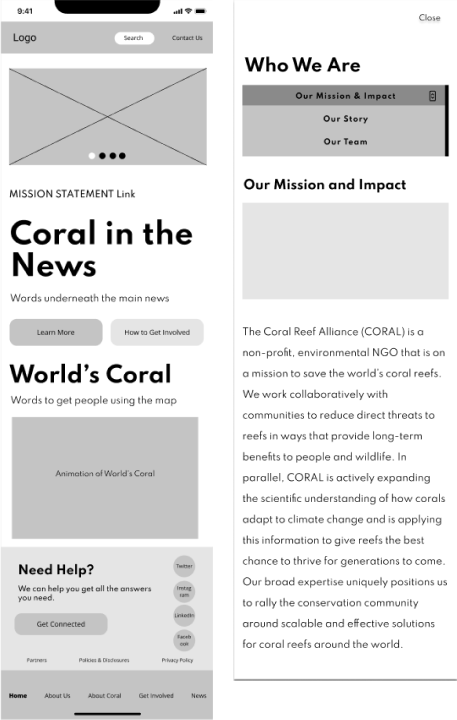 9:41
Logo
Search
Contact Us
MISSION STATEMENT Link
Coral in the
News
Words underneath the main news
Learn More
How to Get Involved
World's Coral
Words to get people using the map
Animation of World's Coral
Need Help?
We can help you get all the answers
you need.
Get Connected
Twitter
Instag
ram
LinkedIn
Faceb
ook
Partners
Policies & Disclosures
Privacy Policy
Home
About Us
About Coral
Get Involved
News
Close
Who We Are
Our Mission & Impact
Our Story
Our Team
Our Mission and Impact
The Coral Reef Alliance (CORAL) is a
non-profit, environmental NGO that is on
a mission to save the world's coral reefs.
We work collaboratively with
communities to reduce direct threats to
reefs in ways that provide long-term
benefits to people and wildlife. In
parallel, CORAL is actively expanding
the scientific understanding of how corals
adapt to climate change and is applying
this information to give reefs the best
chance to thrive for generations to come.
Our broad expertise uniquely positions us
to rally the conservation community
around scalable and effective solutions
for coral reefs around the world.